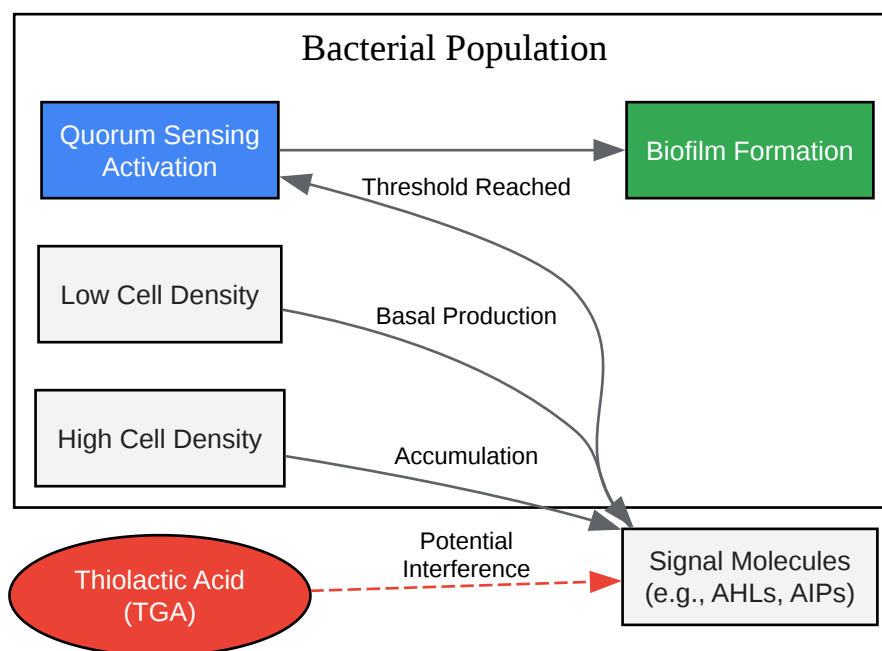 Bacterial Population
Quorum Sensing
Activation
Biofilm Formation
Threshold Reached
Low Cell Density
Basal Production
High Cell Density
Accumulation
Potential
Interference
Thiolactic Acid
(TGA)
Signal Molecules
(e.g., AHLs, AIPs)